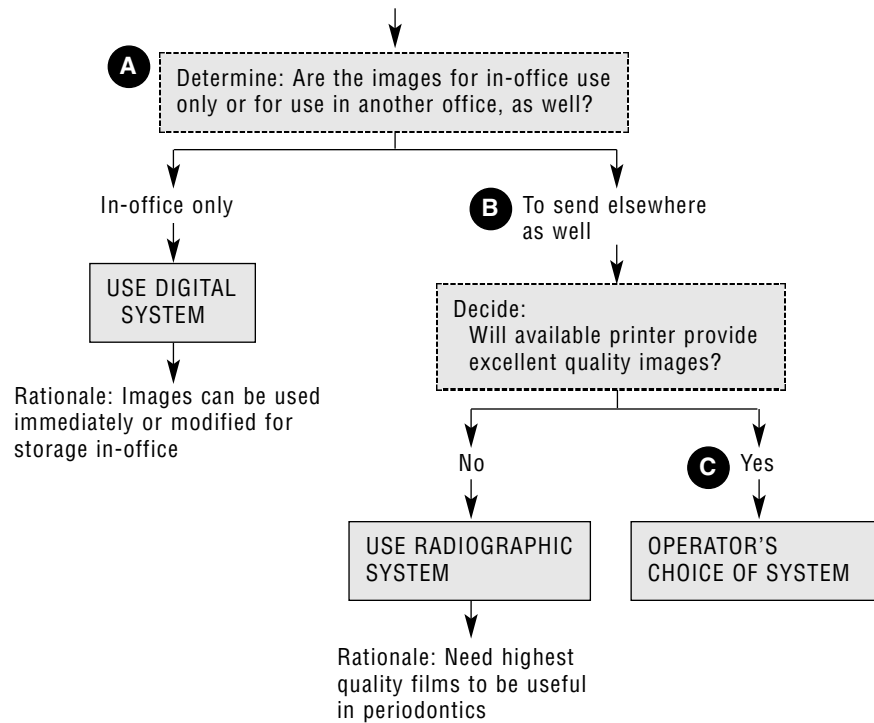 A
Determine: Are the images for in-office use
only or for use in another office, as well?
In-office only
B
To send elsewhere
as well
USE DIGITAL
SYSTEM
Decide:
Will available printer provide
excellent quality images?
Rationale: Images can be used
immediately or modified for
storage in-office
No
C
Yes
USE RADIOGRAPHIC
SYSTEM
OPERATOR'S
CHOICE OF SYSTEM
Rationale: Need highest
quality films to be useful
in periodontics